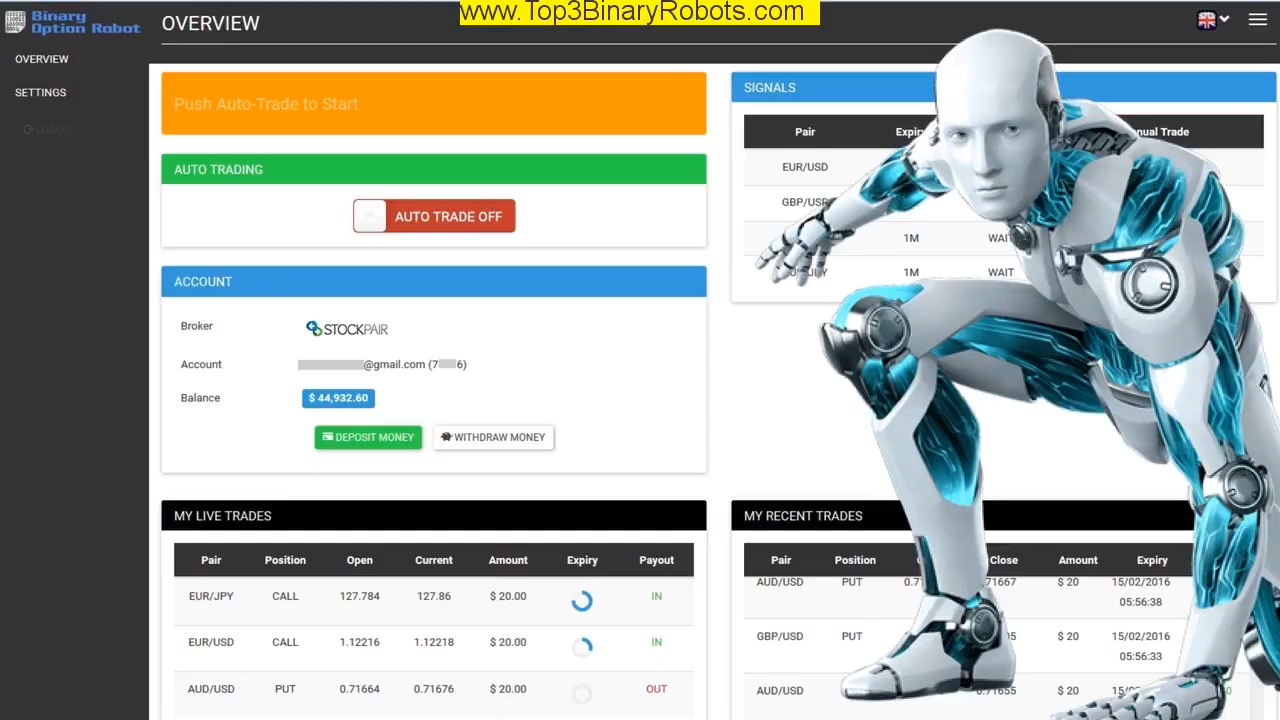 www.Top3BinaryRobots.com
Binary
Option Robot
OVERVIEW
OVERVIEW
SETTINGS
LOGOUT
Push Auto-Trade to Start
AUTO TRADING
AUTO TRADE OFF
ACCOUNT
Broker STOCKPAIR
Account @gmail.com (7 6)
Balance $ 44,932.60
DEPOSIT MONEY WITHDRAW MONEY
MY LIVE TRADES
Pair Position Open Current Amount Expiry Payout
EUR/JPY CALL 127.784 127.86 $ 20.00 IN
EUR/USD CALL 1.12216 1.12218 $ 20.00 IN
AUD/USD PUT 0.71664 0.71676 $ 20.00 OUT
SIGNALS
Pair Trade
EUR/USD
GBP/USD
1M WAIT
1M WAIT
MY RECENT TRADES
Pair Position Close Amount Expiry
AUD/USD PUT $ 20 15/02/2016
05:56:38
GBP/USD PUT $ 20 15/02/2016
05:56:33
AUD/USD $ 20